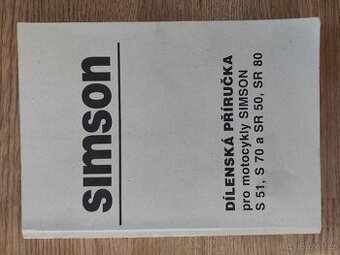 simson
DÍLENSKÁ PŘÍRUČKA
pro motocykly SIMSON
S 51, S 70 a SR 50, SR 80